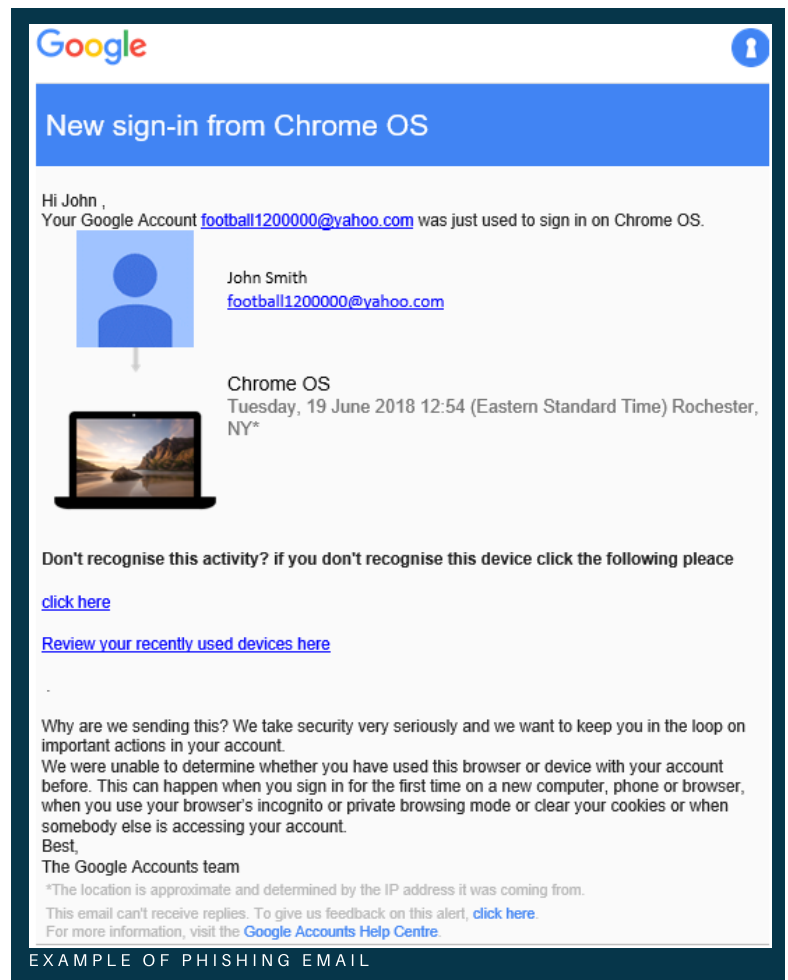 Google
New sign-in from Chrome OS
Hi John ,
Your Google Account football1200000@yahoo.com was just used to sign in on Chrome OS.
John Smith
football1200000@yahoo.com
Chrome OS
Tuesday, 19 June 2018 12:54 (Eastern Standard Time) Rochester,
NY*
Don't recognise this activity? if you don't recognise this device click the following pleace
click here
Review your recently used devices here
.
Why are we sending this? We take security very seriously and we want to keep you in the loop on
important actions in your account.
We were unable to determine whether you have used this browser or device with your account
before. This can happen when you sign in for the first time on a new computer, phone or browser,
when you use your browser's incognito or private browsing mode or clear your cookies or when
somebody else is accessing your account.
Best,
The Google Accounts team
*The location is approximate and determined by the IP address it was coming from.
This email can't receive replies. To give us feedback on this alert, click here.
For more information, visit the Google Accounts Help Centre.
EXAMPLE OF PHISHING EMAIL